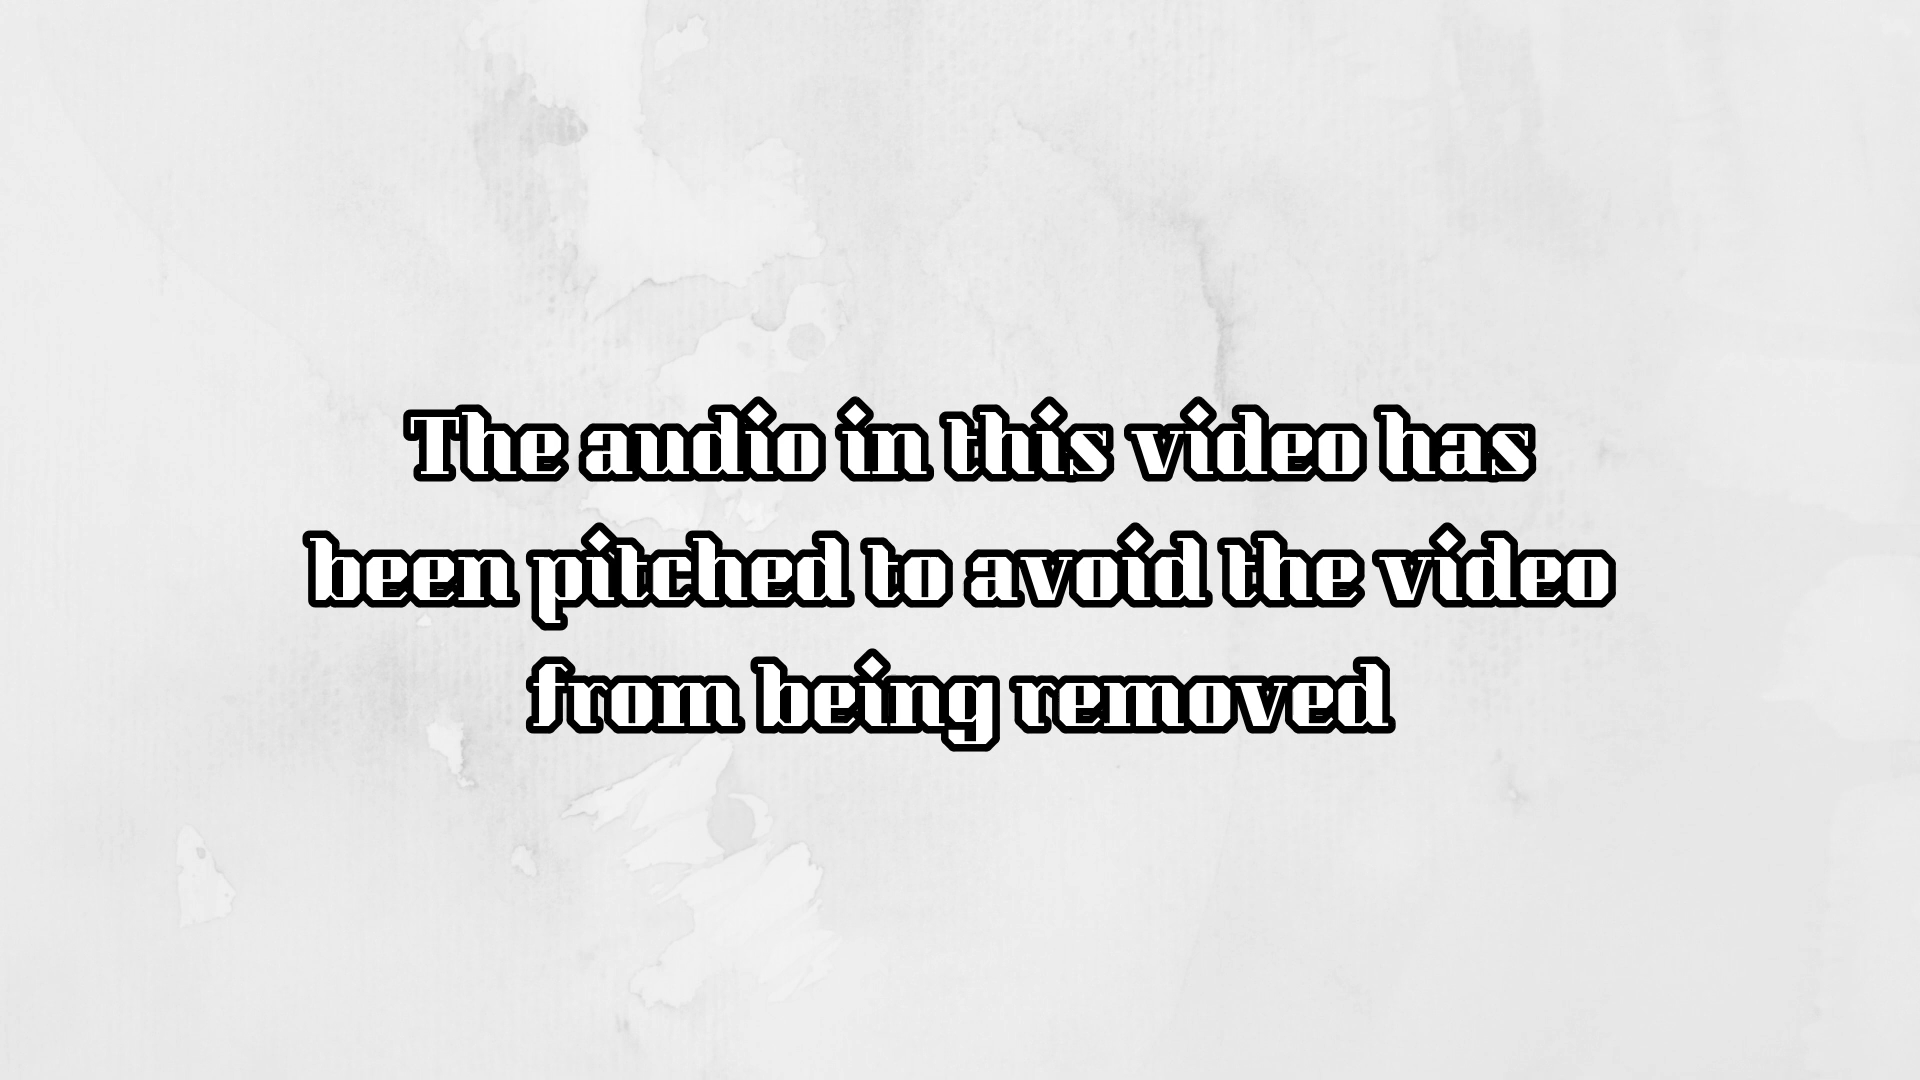 The audio in this video has
been pitched to avoid the video
from being removed